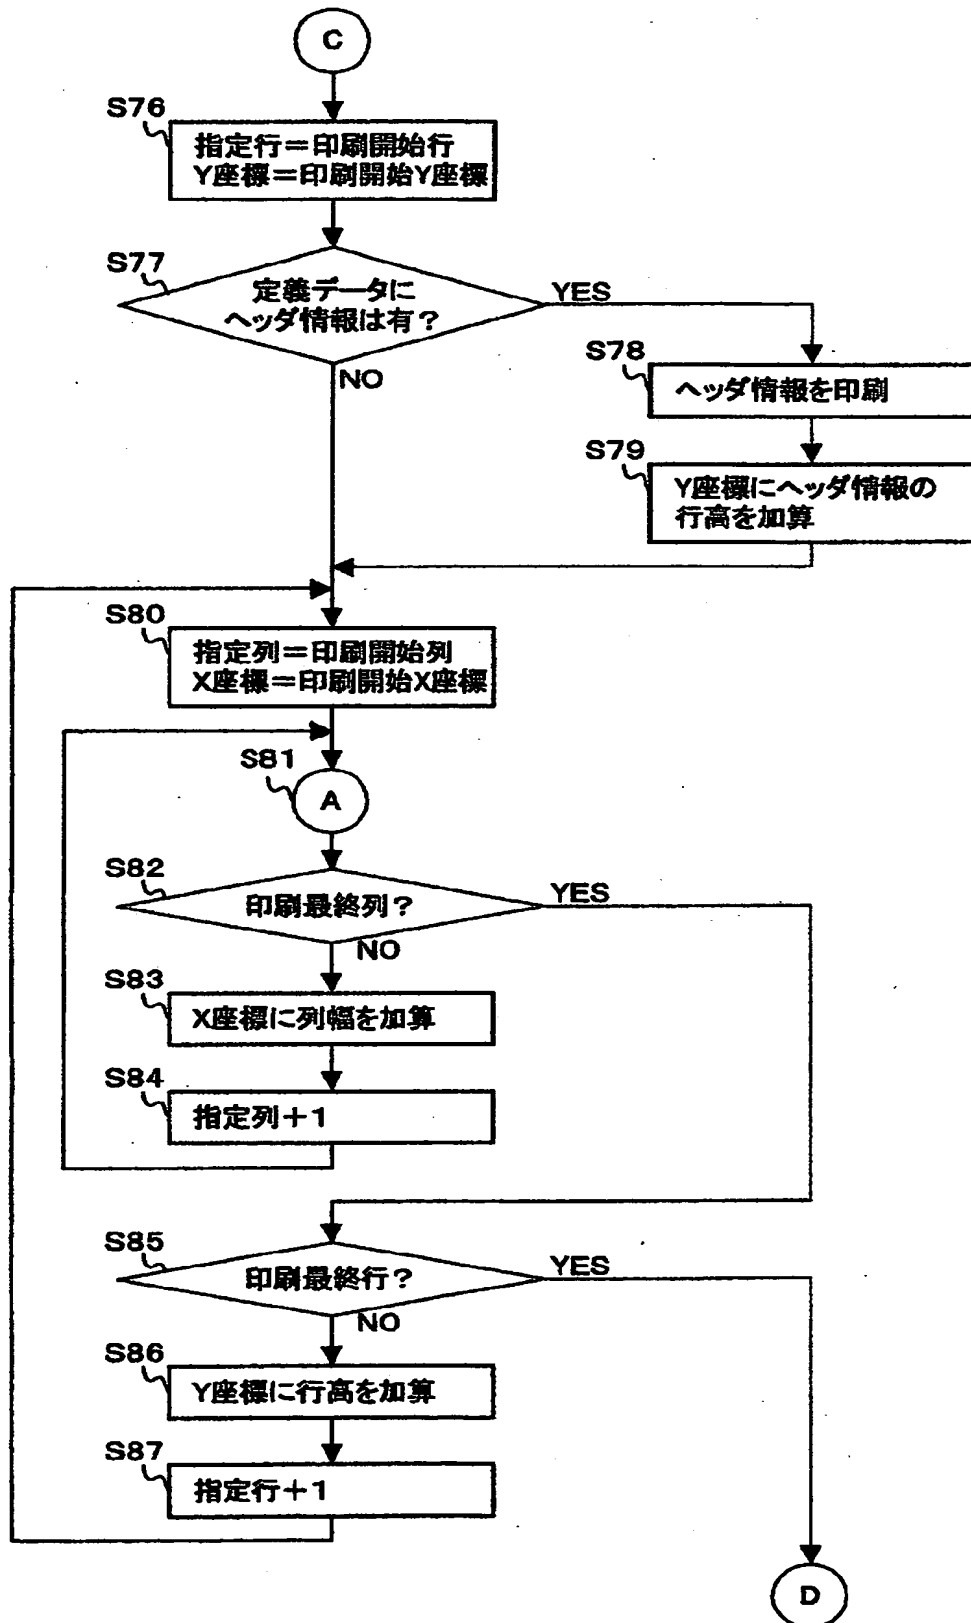 C
S76
指定行＝印刷開始行
Y座標＝印刷開始Y座標
S77
定義データに
ヘッダ情報は有？
YES
NO
S78
ヘッダ情報を印刷
S79
Y座標にヘッダ情報の
行高を加算
S80
指定列＝印刷開始列
X座標＝印刷開始X座標
S81
A
S82
印刷最終列？
YES
NO
S83
X座標に列幅を加算
S84
指定列＋1
S85
印刷最終行？
YES
NO
S86
Y座標に行高を加算
S87
指定行＋1
D